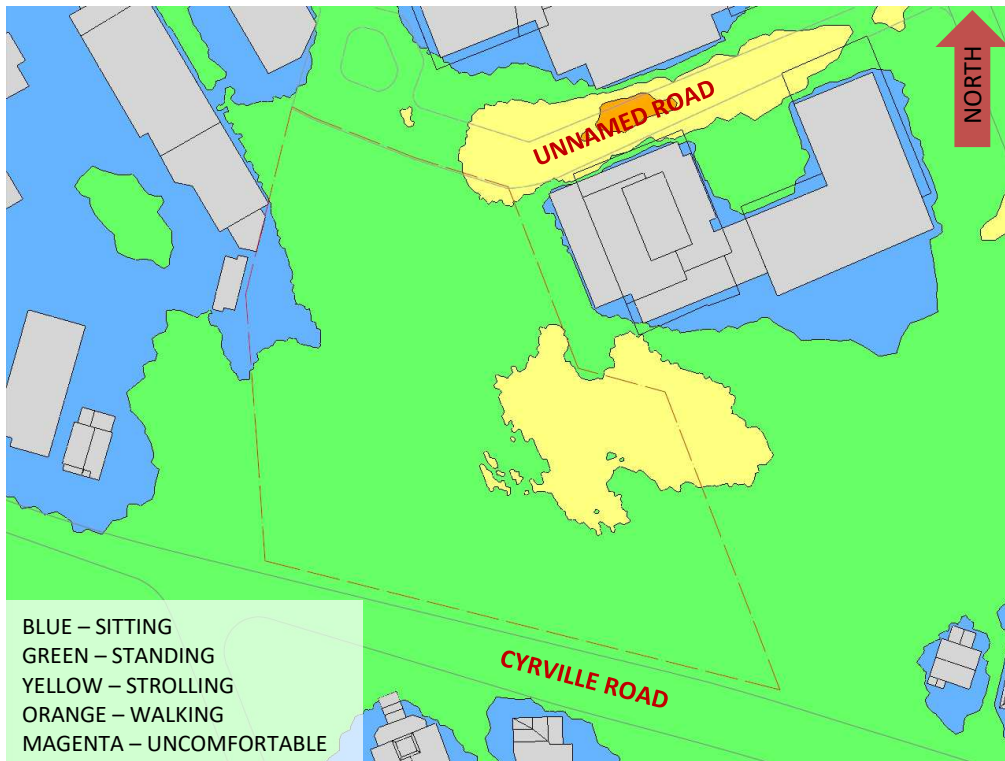 NORTH
UNNAMED ROAD
CYRVILLE ROAD
BLUE – SITTING
GREEN – STANDING
YELLOW – STROLLING
ORANGE – WALKING
MAGENTA – UNCOMFORTABLE